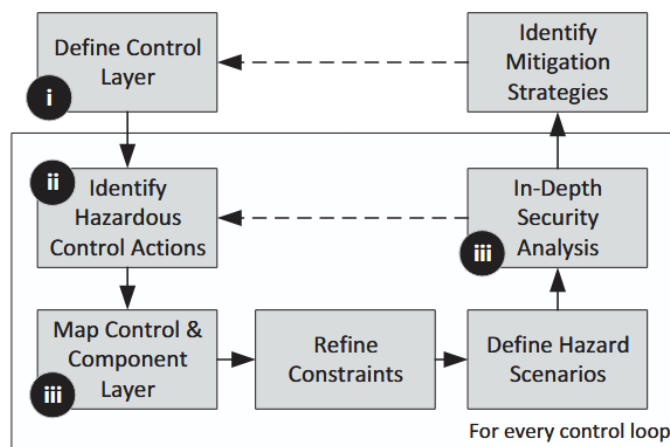 Define Control
Layer
i
Identify
Mitigation
Strategies
ii
Identify
Hazardous
Control Actions
In-Depth
Security
Analysis
iii
Map Control &
Component
Layer
iii
Refine
Constraints
Define Hazard
Scenarios
For every control loop